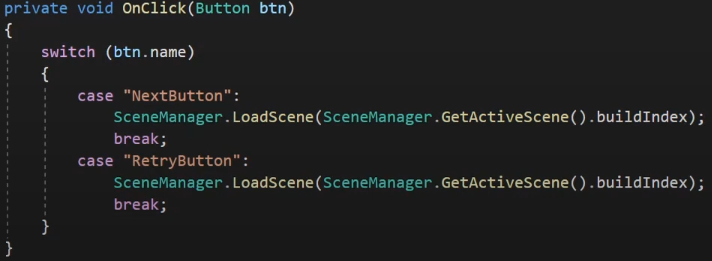 private void OnClick(Button btn)
{
    switch (btn.name)
    {
        case "NextButton":
            SceneManager.LoadScene(SceneManager.GetActiveScene().buildIndex);
            break;
        case "RetryButton":
            SceneManager.LoadScene(SceneManager.GetActiveScene().buildIndex);
            break;
    }
}